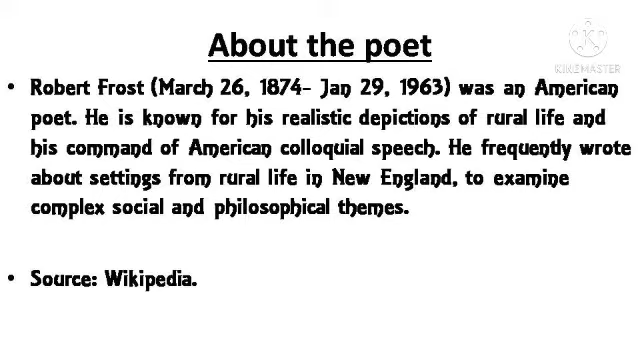 About the poet
KINEMASTER
• Robert Frost (March 26, 1874- Jan 29, 1963) was an American
poet. He is known for his realistic depictions of rural life and
his command of American colloquial speech. He frequently wrote
about settings from rural life in New England, to examine
complex social and philosophical themes.
• Source: Wikipedia.